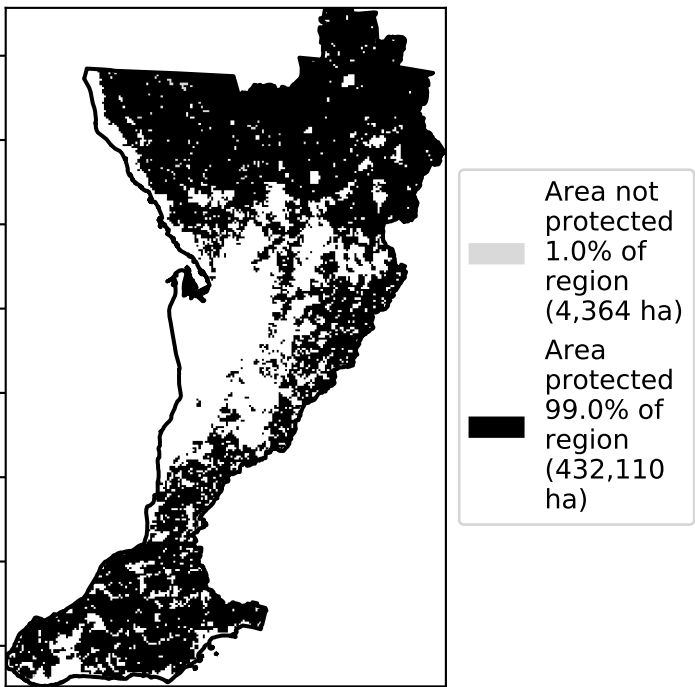 Area not
protected
1.0% of
region
(4,364 ha)
Area
protected
99.0% of
region
(432,110
ha)